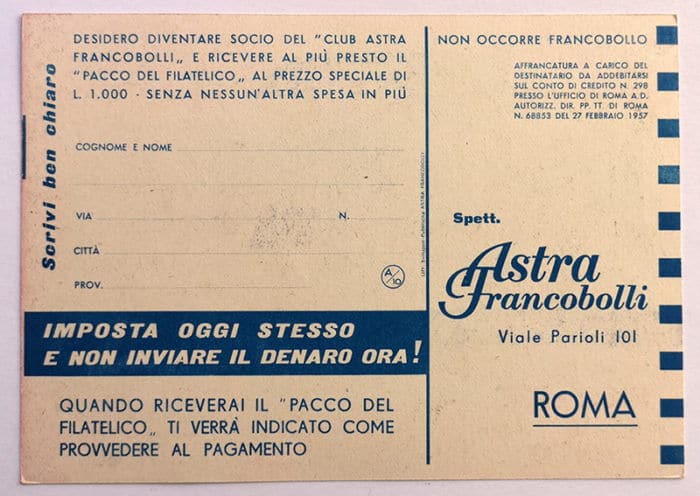 Scrivi ben chiaro
DESIDERO DIVENTARE SOCIO DEL "CLUB ASTRA
FRANCOBOLLI„ E RICEVERE AL PIÙ PRESTO IL
"PACCO DEL FILATELICO„ AL PREZZO SPECIALE DI
L. 1.000 - SENZA NESSUN'ALTRA SPESA IN PIÙ
COGNOME E NOME
VIA N.
CITTÀ
PROV.
A/10
IMPOSTA OGGI STESSO
E NON INVIARE IL DENARO ORA!
QUANDO RICEVERAI IL "PACCO DEL
FILATELICO„ TI VERRÀ INDICATO COME
PROVVEDERE AL PAGAMENTO
NON OCCORRE FRANCOBOLLO
AFFRANCATURA A CARICO DEL
DESTINATARIO DA ADDEBITARSI
SUL CONTO DI CREDITO N. 298
PRESSO L'UFFICIO DI ROMA A.D.
AUTORIZZ. DIR. PP. TT. DI ROMA
N. 68853 DEL 27 FEBBRAIO 1957
Spett.
Astra
Francobolli
Viale Parioli 101
ROMA